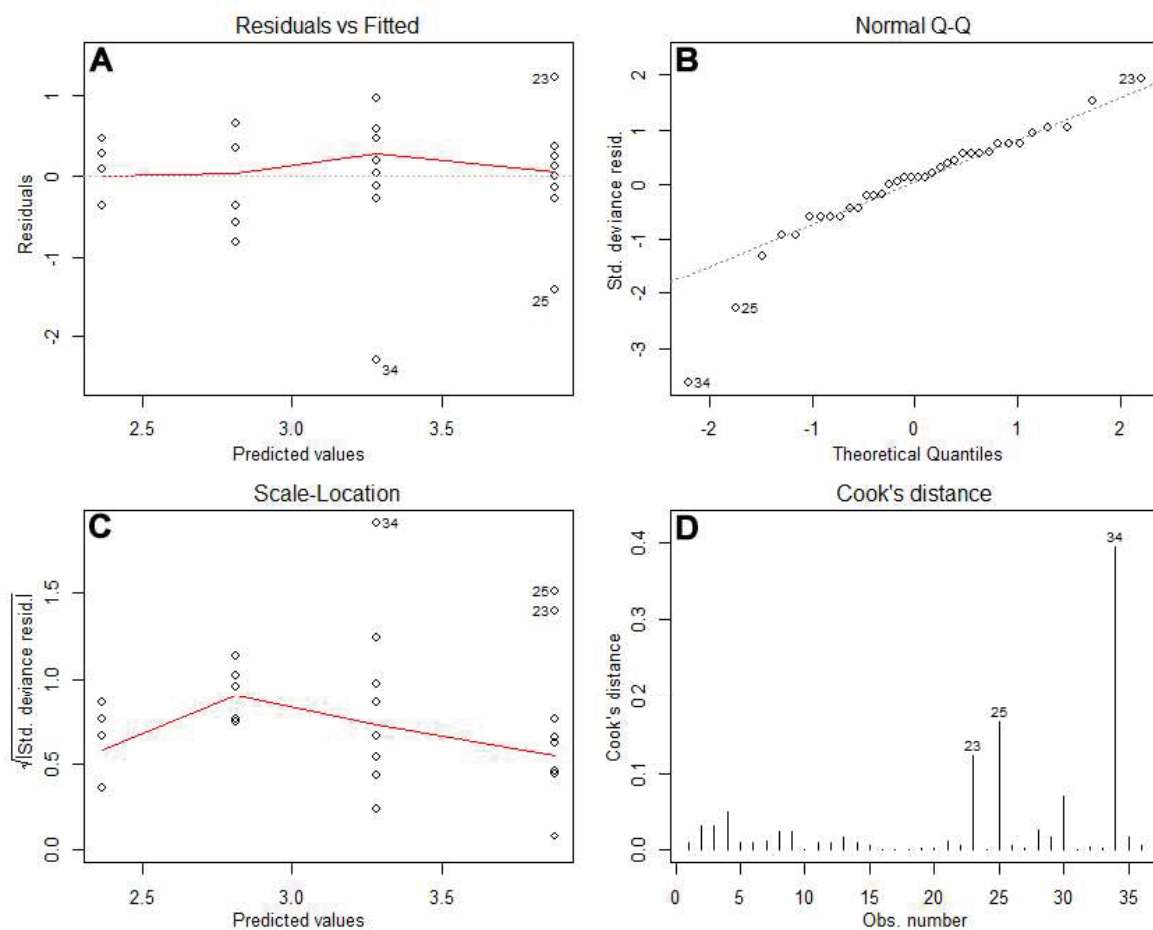 Residuals vs Fitted
A
23
25
34
1
0
-1
-2
Residuals
2.5 3.0 3.5
Predicted values
Normal Q-Q
B
23
25
34
2
1
0
-1
-2
-3
Std. deviance resid.
-2 -1 0 1 2
Theoretical Quantiles
Scale-Location
C
34
25
23
1.5
1.0
0.5
0.0
√|Std. deviance resid.|
2.5 3.0 3.5
Predicted values
Cook's distance
D
34
25
23
0.4
0.3
0.2
0.1
0.0
Cook's distance
0 5 10 15 20 25 30 35
Obs. number